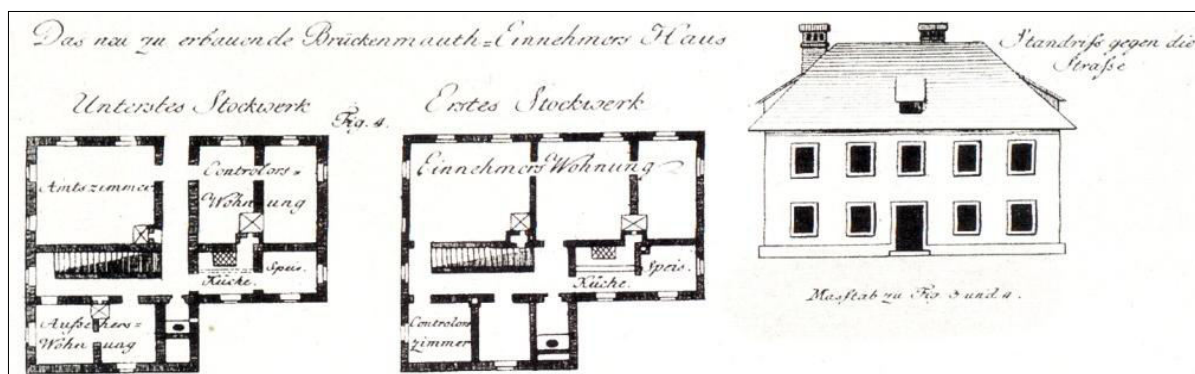 Das neu zu erbauende Brückenmauth=Einnehmers Haus
Unterstes Stockwerk
Fig. 4.
Amtszimmer
Controlors=
Wohnung
Speis.
Küche.
Aufsehers=
Wohnung
Erstes Stockwerk
Einnehmers Wohnung
Speis.
Küche.
Controlors
zimmer
Standriſs gegen die
Straſse
Maſstab zu Fig. 3 und 4.